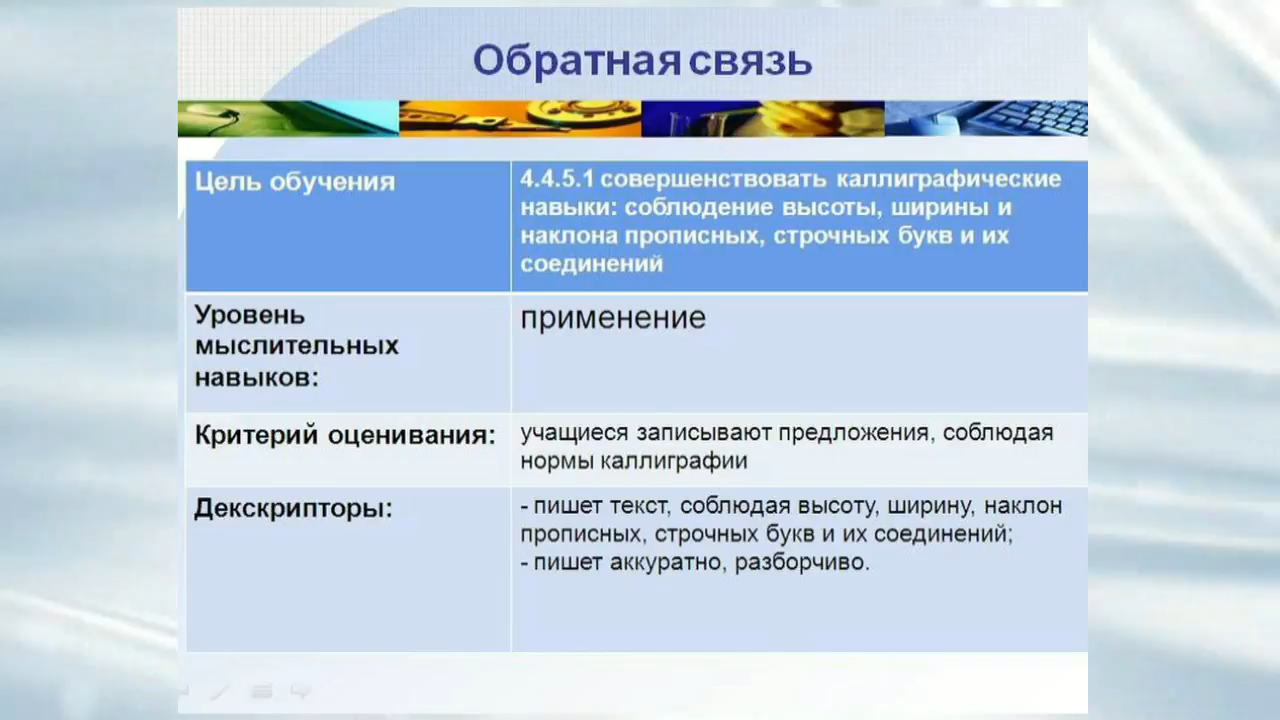 Обратная связь
Цель обучения
4.4.5.1 совершенствовать каллиграфические
навыки: соблюдение высоты, ширины и
наклона прописных, строчных букв и их
соединений
Уровень
мыслительных
навыков:
применение
Критерий оценивания:
учащиеся записывают предложения, соблюдая
нормы каллиграфии
Декскрипторы:
- пишет текст, соблюдая высоту, ширину, наклон
прописных, строчных букв и их соединений;
- пишет аккуратно, разборчиво.